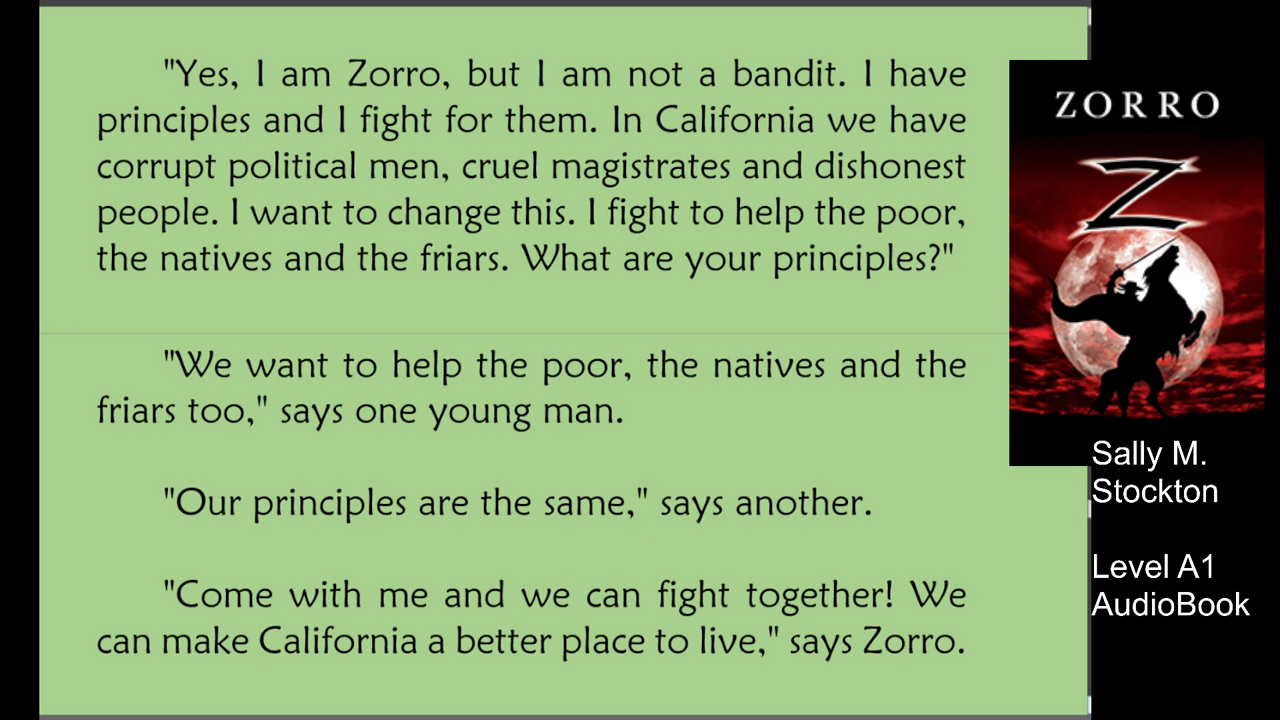 "Yes, I am Zorro, but I am not a bandit. I have
principles and I fight for them. In California we have
corrupt political men, cruel magistrates and dishonest
people. I want to change this. I fight to help the poor,
the natives and the friars. What are your principles?"
"We want to help the poor, the natives and the
friars too," says one young man.
"Our principles are the same," says another.
"Come with me and we can fight together! We
can make California a better place to live," says Zorro.
ZORRO
Z
Sally M.
Stockton
Level A1
AudioBook